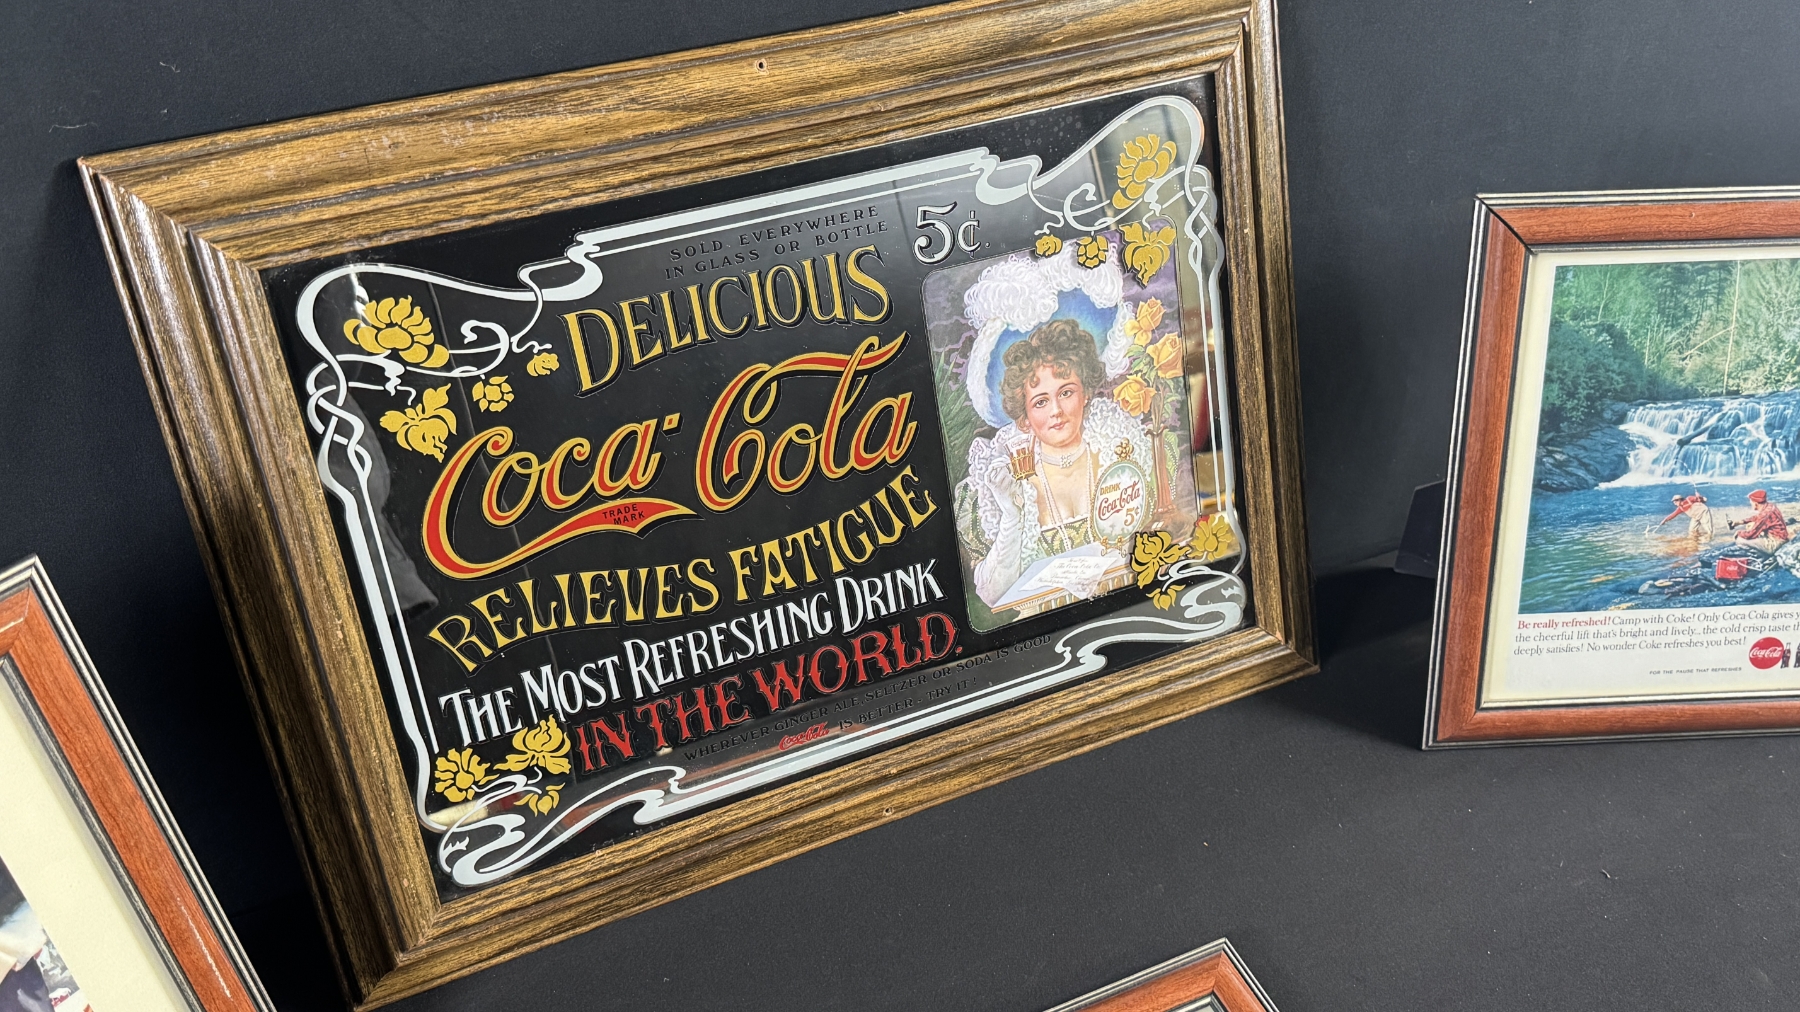 SOLD EVERYWHERE
IN GLASS OR BOTTLE
5¢.
DELICIOUS
Coca-Cola
TRADE
MARK
RELIEVES FATIGUE
THE MOST REFRESHING DRINK
IN THE WORLD.
WHEREVER GINGER ALE, SELTZER OR SODA IS GOOD
Coca-Cola IS BETTER - TRY IT!
DRINK
Coca-Cola
5¢
Be really refreshed! Camp with Coke! Only Coca-Cola gives
the cheerful lift that's bright and lively...the cold crisp taste
deeply satisfies! No wonder Coke refreshes you best!
FOR THE PAUSE THAT REFRESHES
Coca-Cola